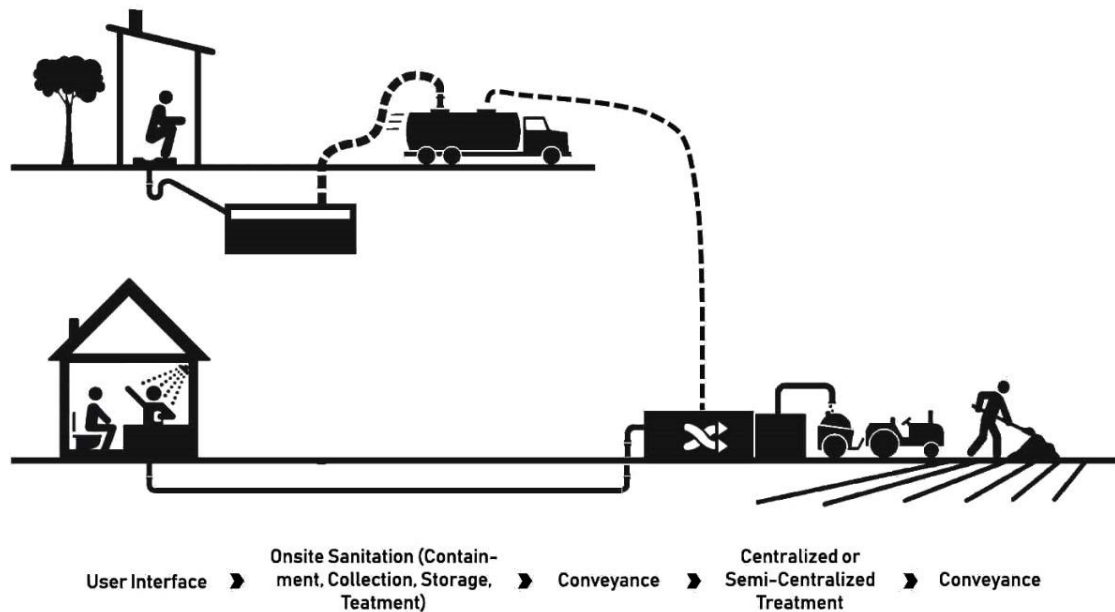 User Interface
Onsite Sanitation (Contain-
ment, Collection, Storage,
Teatment)
Conveyance
Centralized or
Semi-Centralized
Treatment
Conveyance